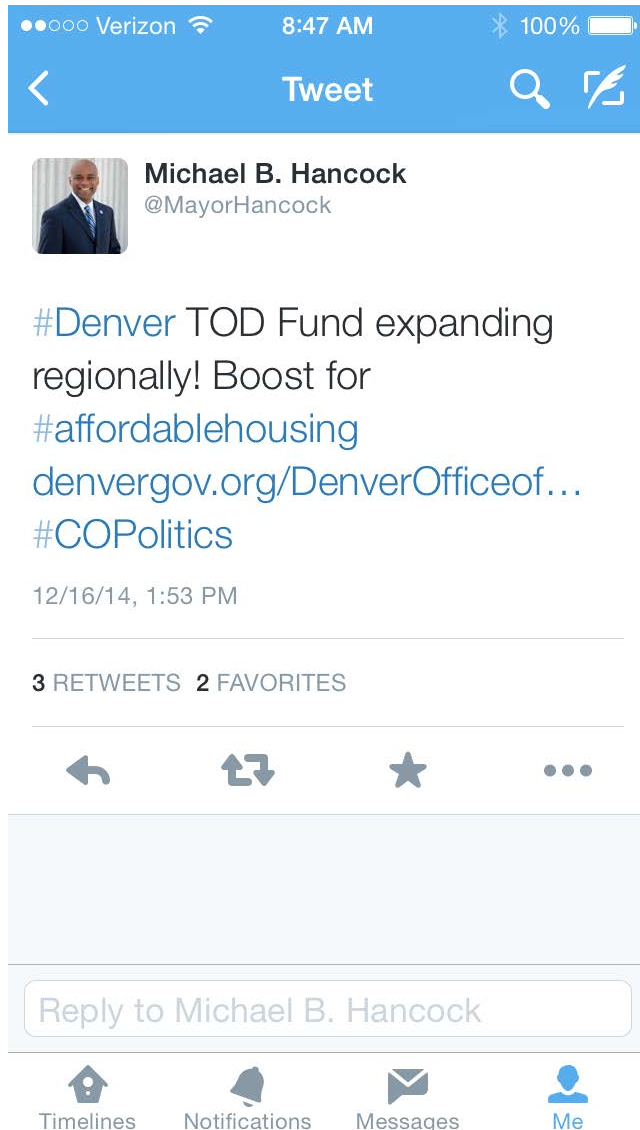 Verizon 8:47 AM 100%
Tweet
Michael B. Hancock
@MayorHancock
#Denver TOD Fund expanding
regionally! Boost for
#affordablehousing
denvergov.org/DenverOfficeof...
#COPolitics
12/16/14, 1:53 PM
3 RETWEETS 2 FAVORITES
Reply to Michael B. Hancock
Timelines Notifications Messages Me